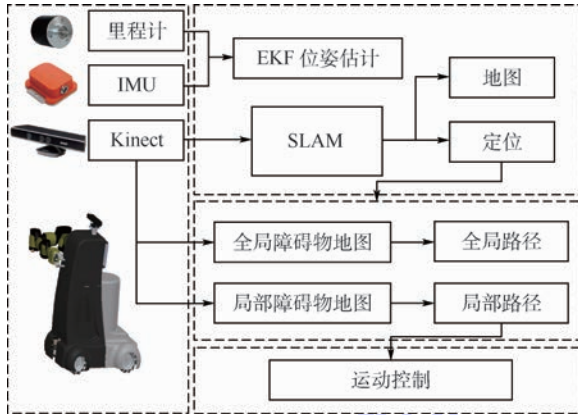 里程计
EKF 位姿估计
地图
IMU
Kinect
SLAM
定位
全局障碍物地图
全局路径
局部障碍物地图
局部路径
运动控制